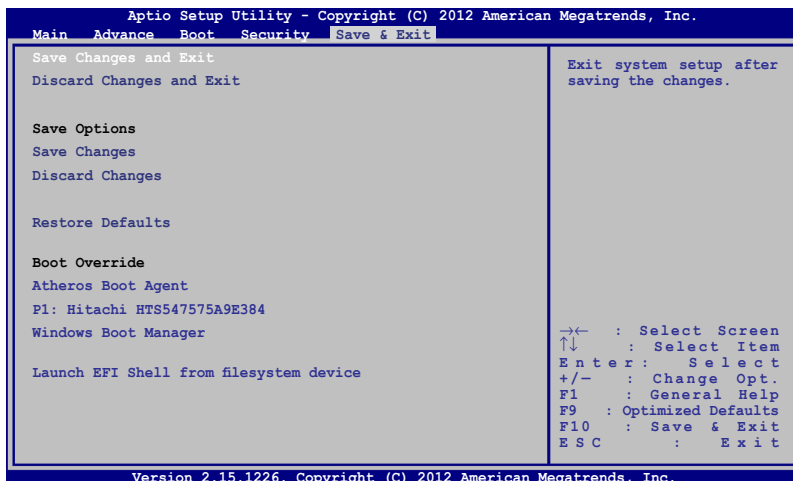 Aptio Setup Utility - Copyright (C) 2012 American Megatrends, Inc.
Main Advance Boot Security Save & Exit
Save Changes and Exit
Discard Changes and Exit
Save Options
Save Changes
Discard Changes
Restore Defaults
Boot Override
Atheros Boot Agent
P1: Hitachi HTS547575A9E384
Windows Boot Manager
Launch EFI Shell from filesystem device
Exit system setup after
saving the changes.
→← : Select Screen
↑↓ : Select Item
Enter: Select
+/— : Change Opt.
F1 : General Help
F9 : Optimized Defaults
F10 : Save & Exit
ESC : Exit
Version 2.15.1226. Copyright (C) 2012 American Megatrends, Inc.